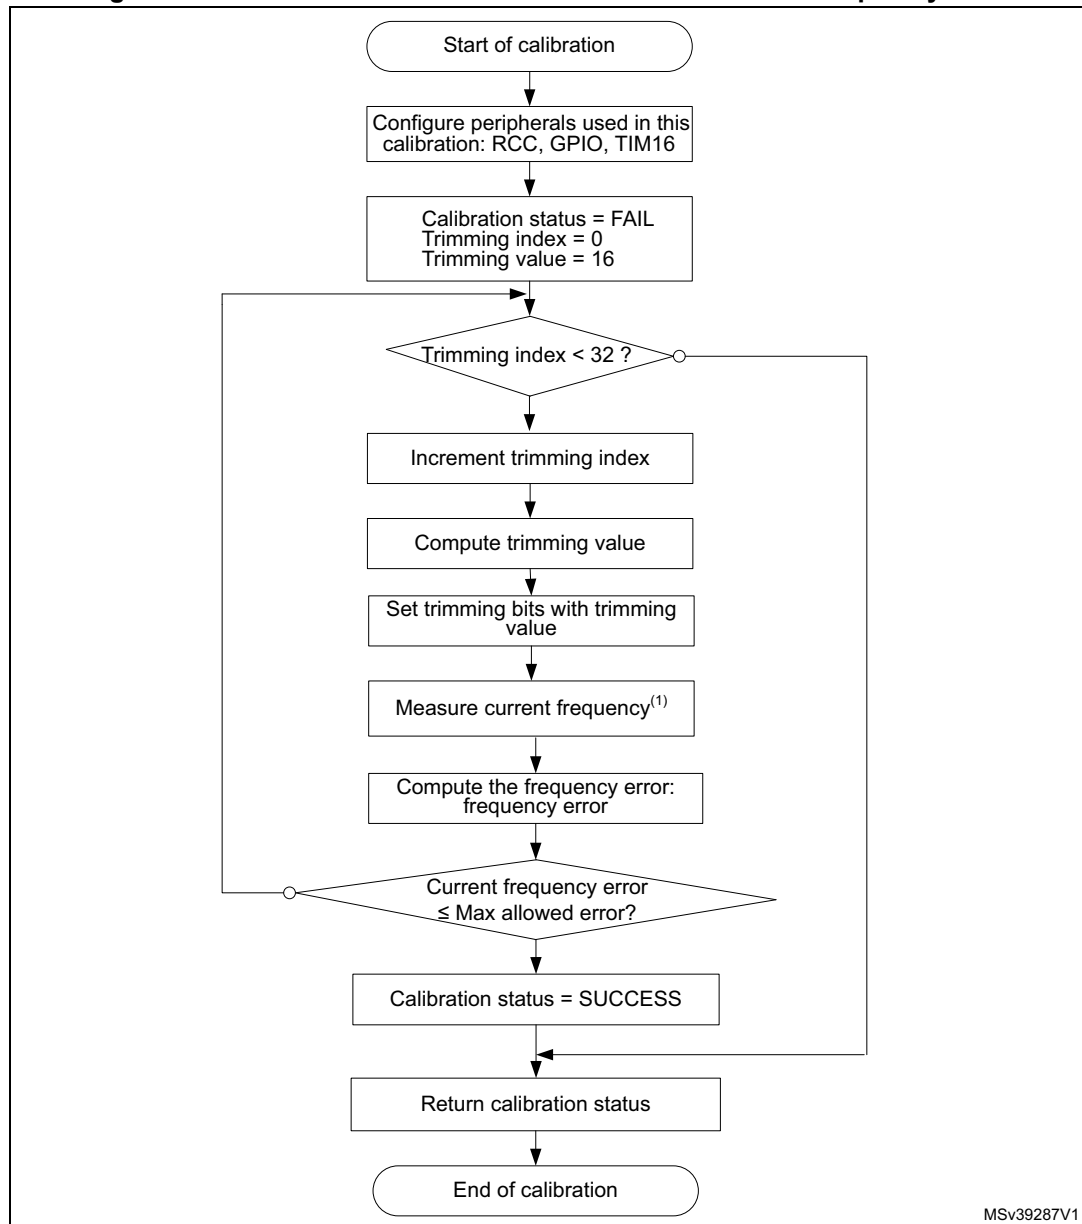 Start of calibration
Configure peripherals used in this
calibration: RCC, GPIO, TIM16
Calibration status = FAIL
Trimming index = 0
Trimming value = 16
Trimming index < 32 ?
Increment trimming index
Compute trimming value
Set trimming bits with trimming
value
Measure current frequency(1)
Compute the frequency error:
frequency error
Current frequency error
≤ Max allowed error?
Calibration status = SUCCESS
Return calibration status
End of calibration
MSv39287V1